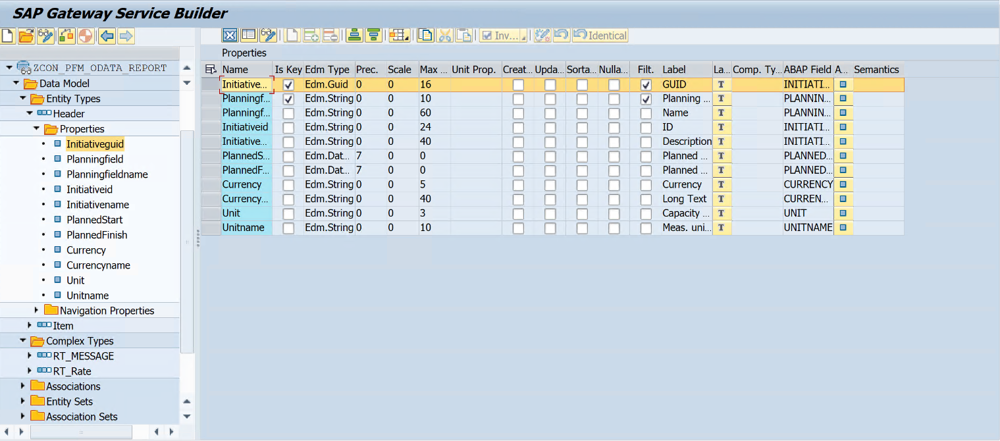 SAP Gateway Service Builder
Inv...
Identical
Properties
ZCON_PFM_ODATA_REPORT
Data Model
Entity Types
Header
Properties
Initiativeguid
Planningfield
Planningfieldname
Initiativeid
Initiativename
PlannedStart
PlannedFinish
Currency
Currencyname
Unit
Unitname
Navigation Properties
Item
Complex Types
RT_MESSAGE
RT_Rate
Associations
Entity Sets
Association Sets
Name Is Key Edm Type Prec. Scale Max ... Unit Prop. Creat... Upda... Sorta... Nulla... Filt. Label La... Comp. Ty... ABAP Field A... Semantics
Initiative... Edm.Guid 0 0 16 GUID T INITIATI...
Planningf... Edm.String 0 0 10 Planning ... T PLANNIN...
Planningf... Edm.String 0 0 60 Name T PLANNIN...
Initiativeid Edm.String 0 0 24 ID T INITIATI...
Initiative... Edm.String 0 0 40 Description T INITIATI...
PlannedS... Edm.Dat... 7 0 0 Planned ... T PLANNED...
PlannedF... Edm.Dat... 7 0 0 Planned ... T PLANNED...
Currency Edm.String 0 0 5 Currency T CURRENCY
Currency... Edm.String 0 0 40 Long Text T CURREN...
Unit Edm.String 0 0 3 Capacity ... T UNIT
Unitname Edm.String 0 0 10 Meas. uni... T UNITNAME